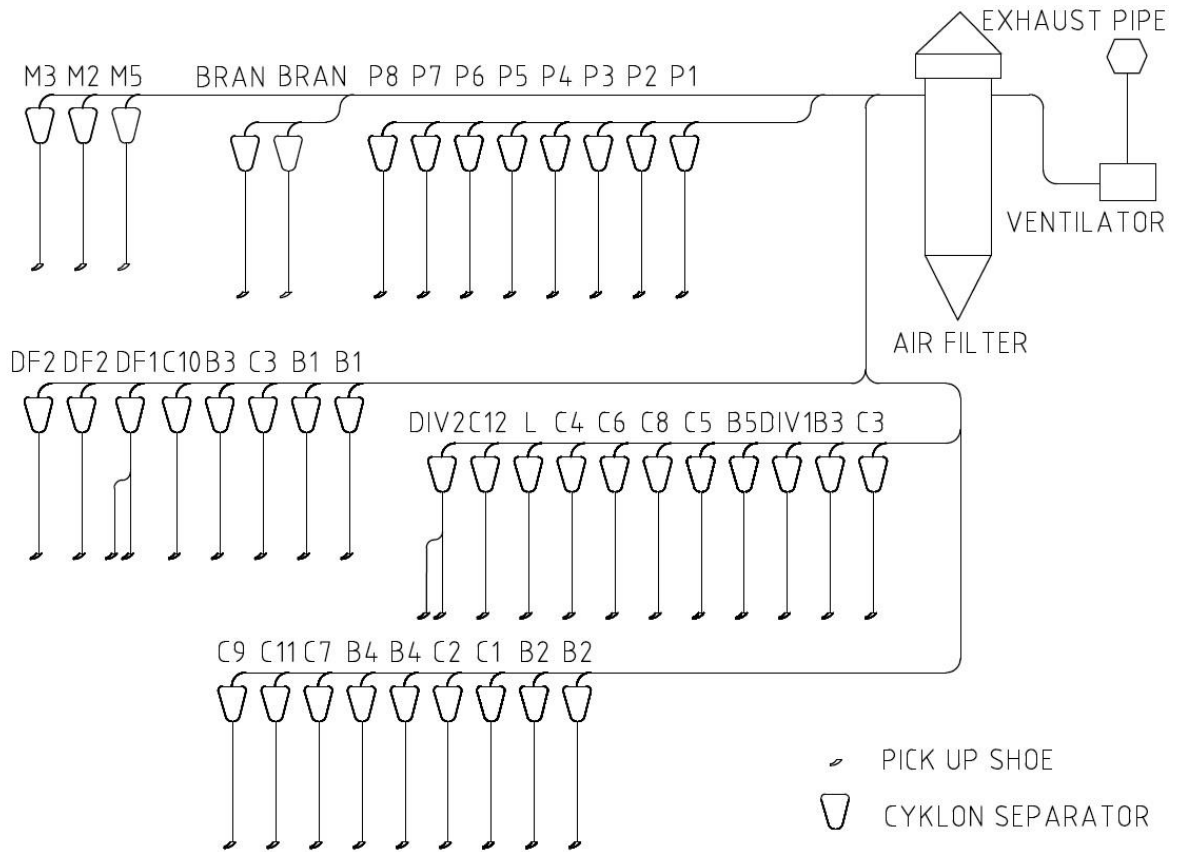 EXHAUST PIPE
M3 M2 M5 BRAN BRAN P8 P7 P6 P5 P4 P3 P2 P1
VENTILATOR
AIR FILTER
DF2 DF2 DF1 C10 B3 C3 B1 B1
DIV2 C12 L C4 C6 C8 C5 B5 DIV1 B3 C3
C9 C11 C7 B4 B4 C2 C1 B2 B2
PICK UP SHOE
CYKLON SEPARATOR